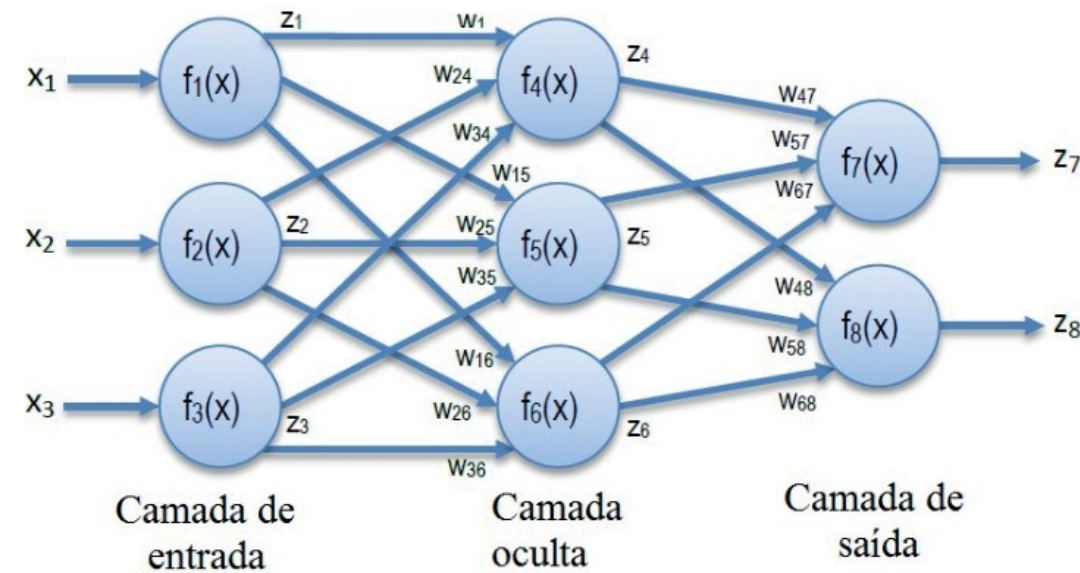 z1
w1
x1
f1(x)
f4(x)
z4
w24
w47
w34
w57
f7(x)
z7
w15
w67
x2
f2(x)
z2
w25
f5(x)
z5
w35
w48
f8(x)
z8
w16
w58
x3
f3(x)
z3
w26
f6(x)
z6
w68
w36
Camada de
entrada
Camada
oculta
Camada de
saída